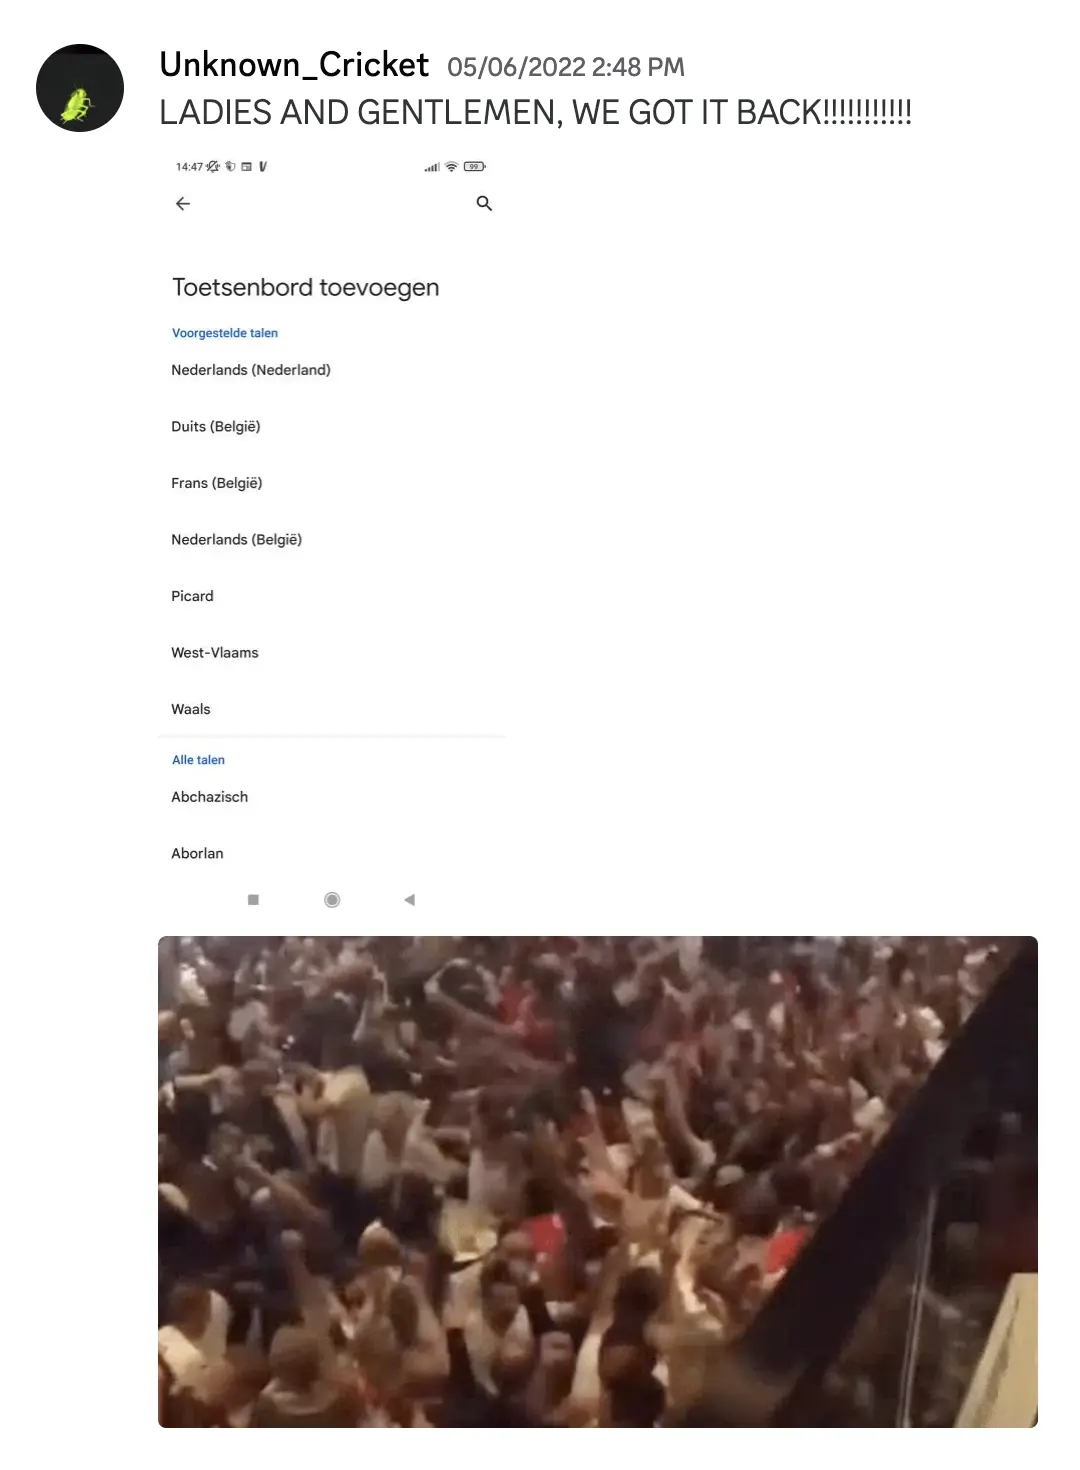 Unknown_Cricket 05/06/2022 2:48 PM
LADIES AND GENTLEMEN, WE GOT IT BACK!!!!!!!!!!!
14:47 99
Toetsenbord toevoegen
Voorgestelde talen
Nederlands (Nederland)
Duits (België)
Frans (België)
Nederlands (België)
Picard
West-Vlaams
Waals
Alle talen
Abchazisch
Aborlan